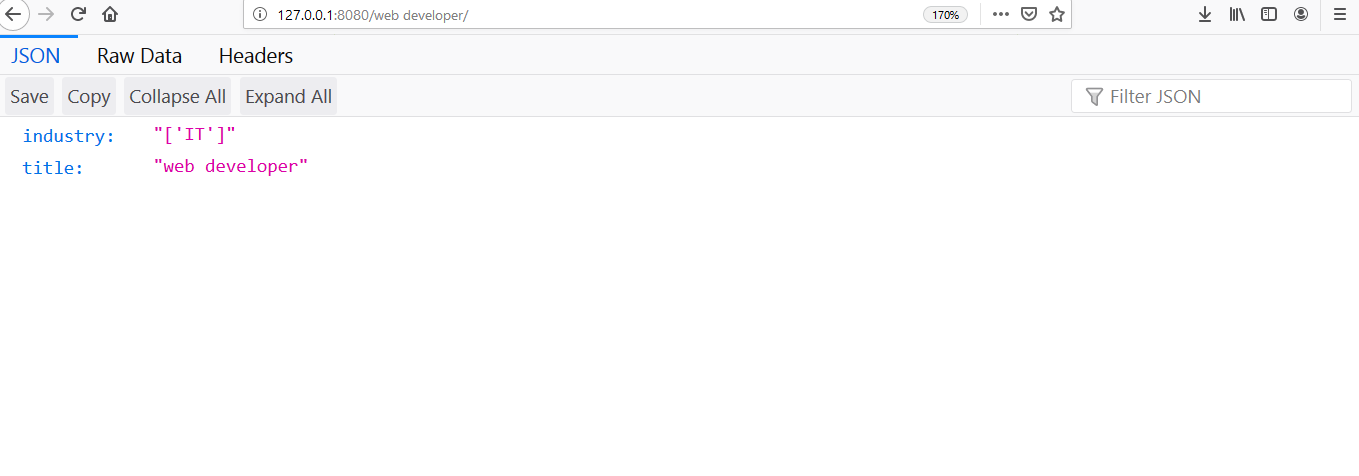 127.0.0.1:8080/web developer/ 170%
JSON Raw Data Headers
Save Copy Collapse All Expand All Filter JSON
industry: "['IT']"
title: "web developer"